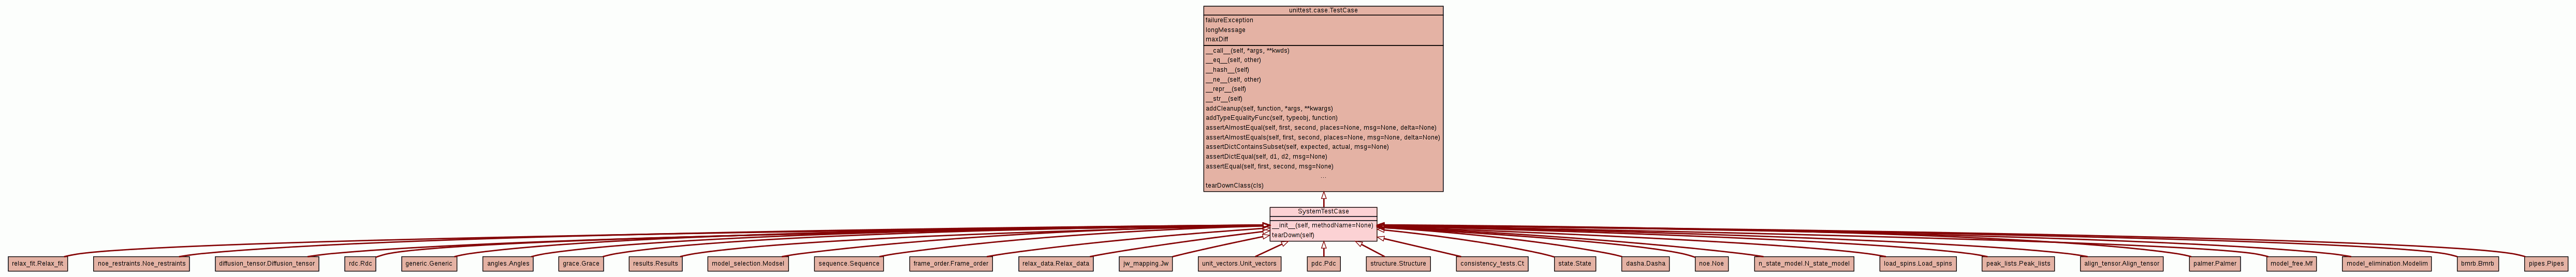 unittest.case.TestCase
failureException
longMessage
maxDiff
__call__(self, *args, **kwds)
__eq__(self, other)
__hash__(self)
__ne__(self, other)
__repr__(self)
__str__(self)
addCleanup(self, function, *args, **kwargs)
addTypeEqualityFunc(self, typeobj, function)
assertAlmostEqual(self, first, second, places=None, msg=None, delta=None)
assertAlmostEquals(self, first, second, places=None, msg=None, delta=None)
assertDictContainsSubset(self, expected, actual, msg=None)
assertDictEqual(self, d1, d2, msg=None)
assertEqual(self, first, second, msg=None)
...
tearDownClass(cls)
SystemTestCase
__init__(self, methodName=None)
tearDown(self)
relax_fit.Relax_fit
noe_restraints.Noe_restraints
diffusion_tensor.Diffusion_tensor
rdc.Rdc
generic.Generic
angles.Angles
grace.Grace
results.Results
model_selection.Modsel
sequence.Sequence
frame_order.Frame_order
relax_data.Relax_data
jw_mapping.Jw
unit_vectors.Unit_vectors
pdc.Pdc
structure.Structure
consistency_tests.Ct
state.State
dasha.Dasha
noe.Noe
n_state_model.N_state_model
load_spins.Load_spins
peak_lists.Peak_lists
align_tensor.Align_tensor
palmer.Palmer
model_free.Mf
model_elimination.Modelim
bmrb.Bmrb
pipes.Pipes